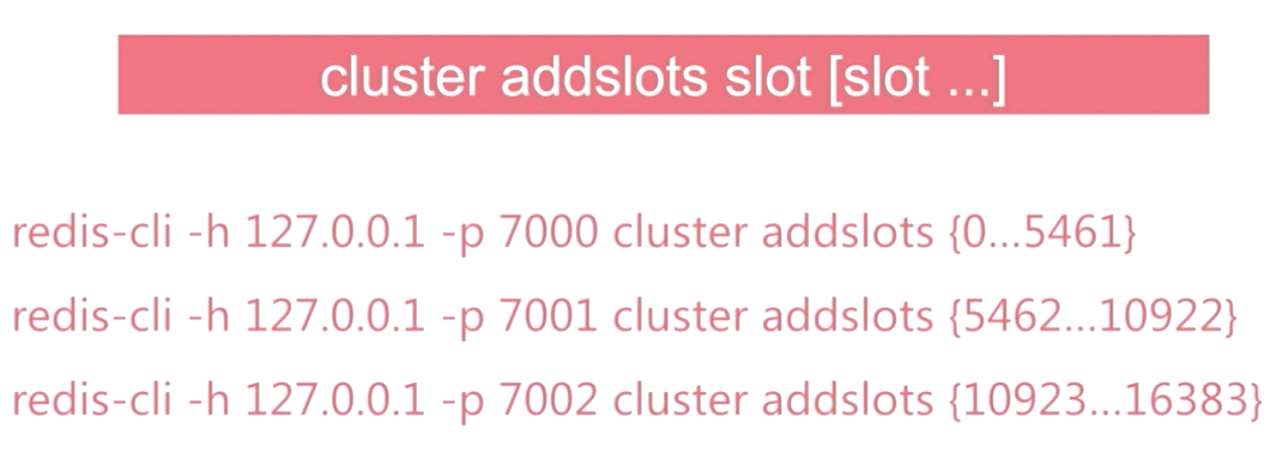 cluster addslots slot [slot ...]
redis-cli -h 127.0.0.1 -p 7000 cluster addslots {0...5461}
redis-cli -h 127.0.0.1 -p 7001 cluster addslots {5462...10922}
redis-cli -h 127.0.0.1 -p 7002 cluster addslots {10923...16383}